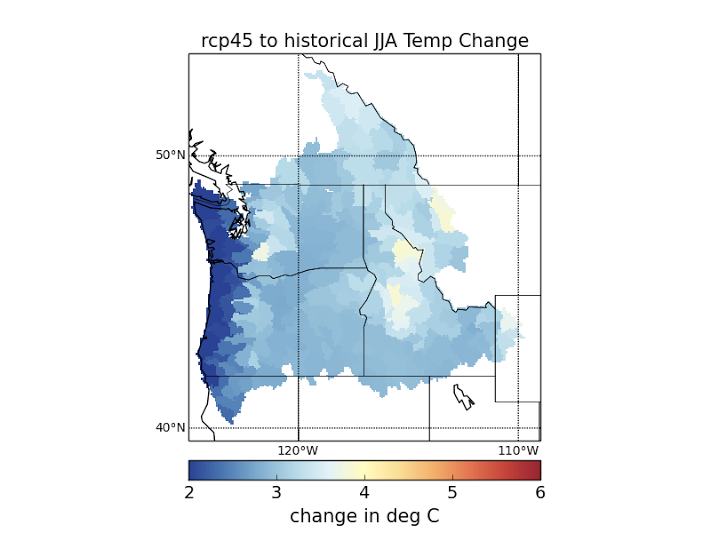 rcp45 to historical JJA Temp Change
50°N
40°N
120°W 110°W
2 3 4 5 6
change in deg C